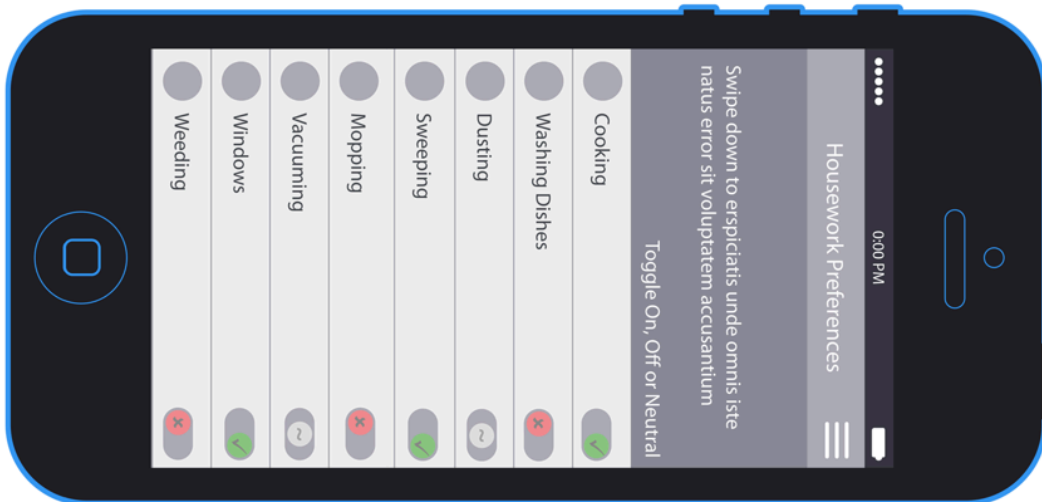 0:00 PM
Housework Preferences
Swipe down to erspiciatis unde omnis iste
natus error sit voluptatem accusantium
Toggle On, Off or Neutral
Cooking
Washing Dishes
Dusting
Sweeping
Mopping
Vacuuming
Windows
Weeding